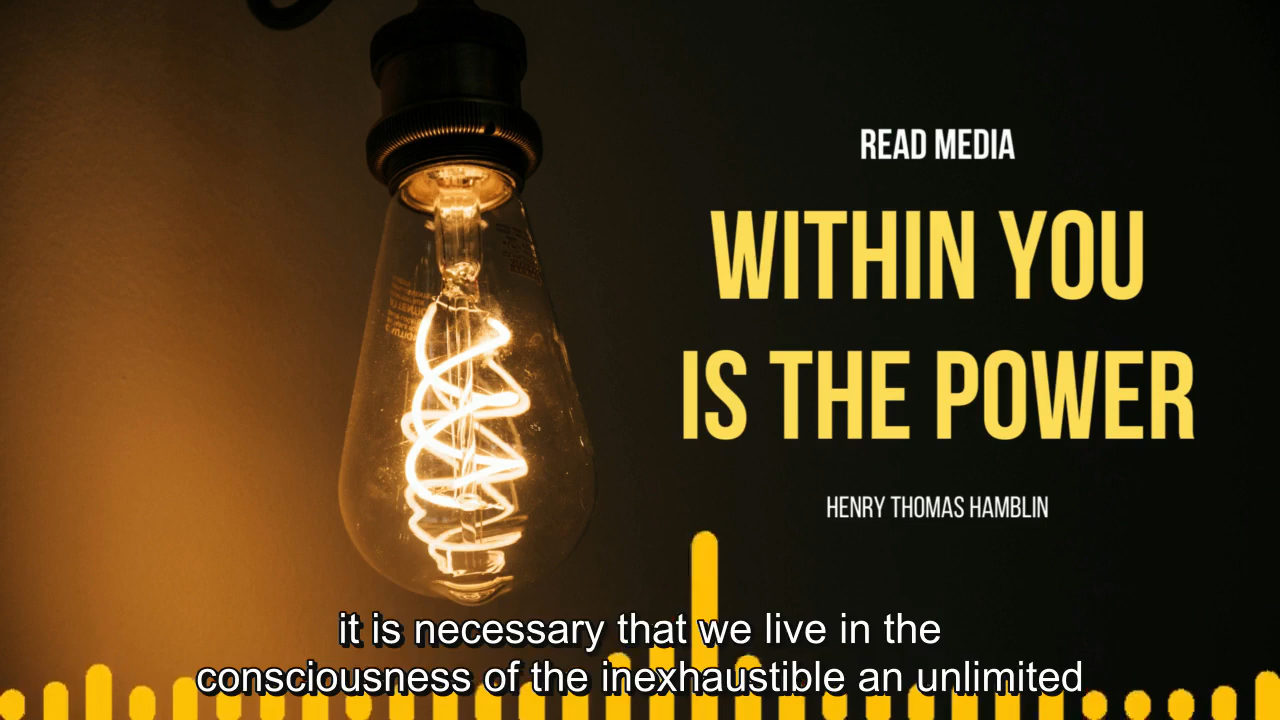 READ MEDIA
WITHIN YOU
IS THE POWER
HENRY THOMAS HAMBLIN
it is necessary that we live in the
consciousness of the inexhaustible an unlimited